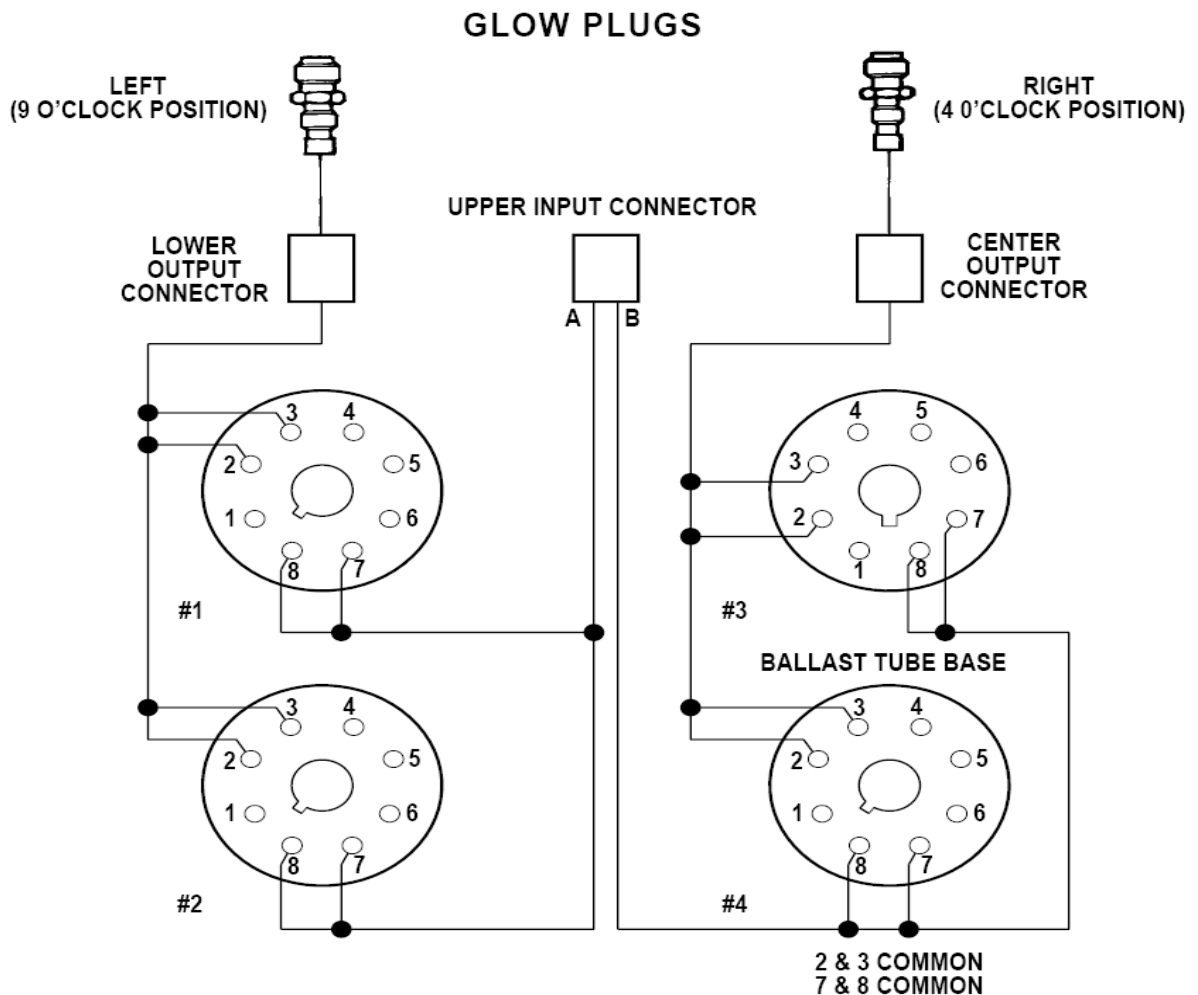 GLOW PLUGS
LEFT
(9 O'CLOCK POSITION)
RIGHT
(4 0'CLOCK POSITION)
UPPER INPUT CONNECTOR
LOWER
OUTPUT
CONNECTOR
CENTER
OUTPUT
CONNECTOR
A B
3 4
2 5
1 6
8 7
#1
4 5
3 6
2 7
1 8
#3
BALLAST TUBE BASE
3 4
2 5
1 6
8 7
#2
3 4
2 5
1 6
8 7
#4
2 & 3 COMMON
7 & 8 COMMON